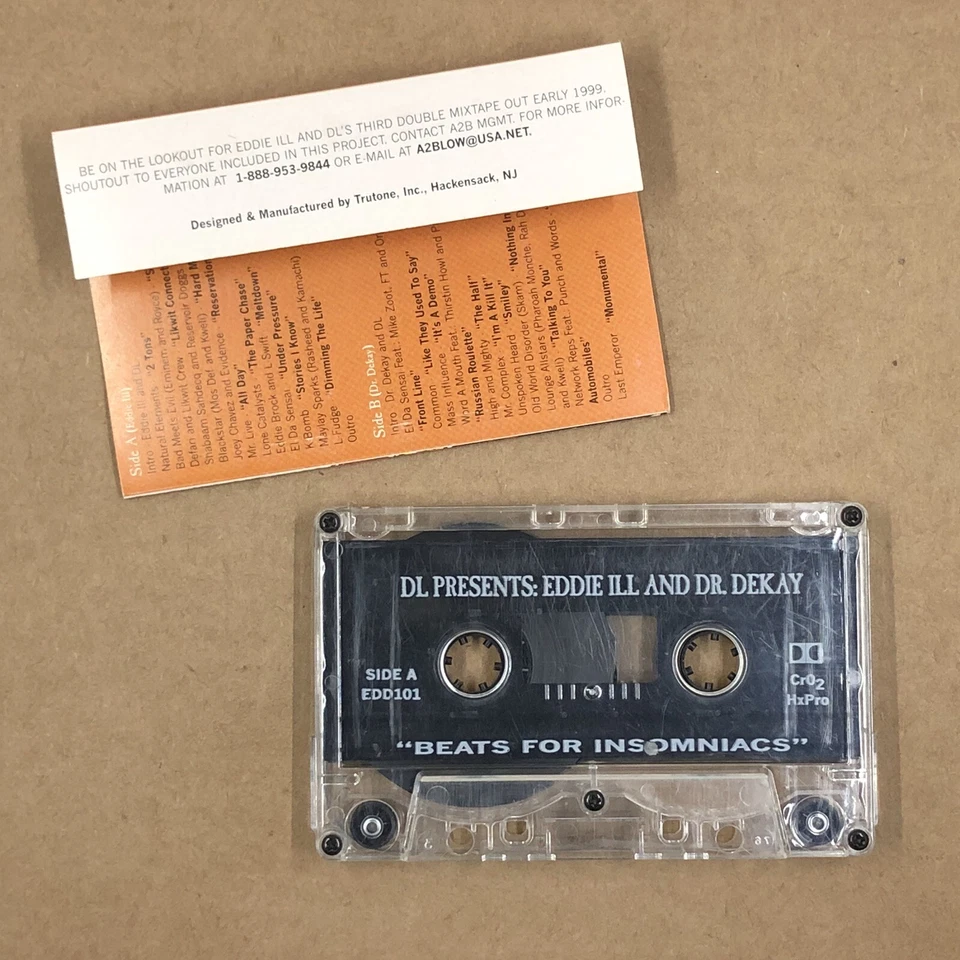 BE ON THE LOOKOUT FOR EDDIE ILL AND DL'S THIRD DOUBLE MIXTAPE OUT EARLY 1999.
SHOUTOUT TO EVERYONE INCLUDED IN THIS PROJECT. CONTACT A2B MGMT. FOR MORE INFOR-
MATION AT 1-888-953-9844 OR E-MAIL AT A2BLOW@USA.NET.
Designed & Manufactured by Trutone, Inc., Hackensack, NJ
Side A
Intro
Natural Elements "2 Tons"
Bad Meets Evil (Eminem and Royce)
Defari and Likwit Crew "Likwit Connect
Shabaam Sahdeeq and Reservoir Doggs
Blackstar (Mos Def and Kweli) "Hard M
Joey Chavez and Evidence "Reservation
Mr. Live "All Day"
Lone Catalysts "The Paper Chase"
Eddie Brock and L Swift "Meltdown"
El Da Sensai "Under Pressure"
K Bomb "Stories I Know"
Maylay Sparks (Rasheed and Kamachi)
L-Fudge "Dimming The Life"
Outro
Side B (Dr. Dekay)
Intro Dr. Dekay and DL
El Da Sensai Feat.: Mike Zoot, FT and Or
"Front Line"
Common "Like They Used To Say"
Mass Influence "It's A Demo"
Word A Mouth Feat.: Thirstin Howl and P
"Russian Roulette"
High and Mighty "The Half"
Mr. Complex "I'm A Kill It"
Unspoken Heard "Smiley"
Old World Disorder (Skam) "Nothing In
Lounge Allstars (Pharoah Monche, Rah D
and Kweli) "Talking To You"
Network Reps Feat.: Punch and Words
Automobiles"
Outro
Last Emperor "Monumental"
DL PRESENTS: EDDIE ILL AND DR. DEKAY
SIDE A
EDD101
CrO2
HxPro
"BEATS FOR INSOMNIACS"